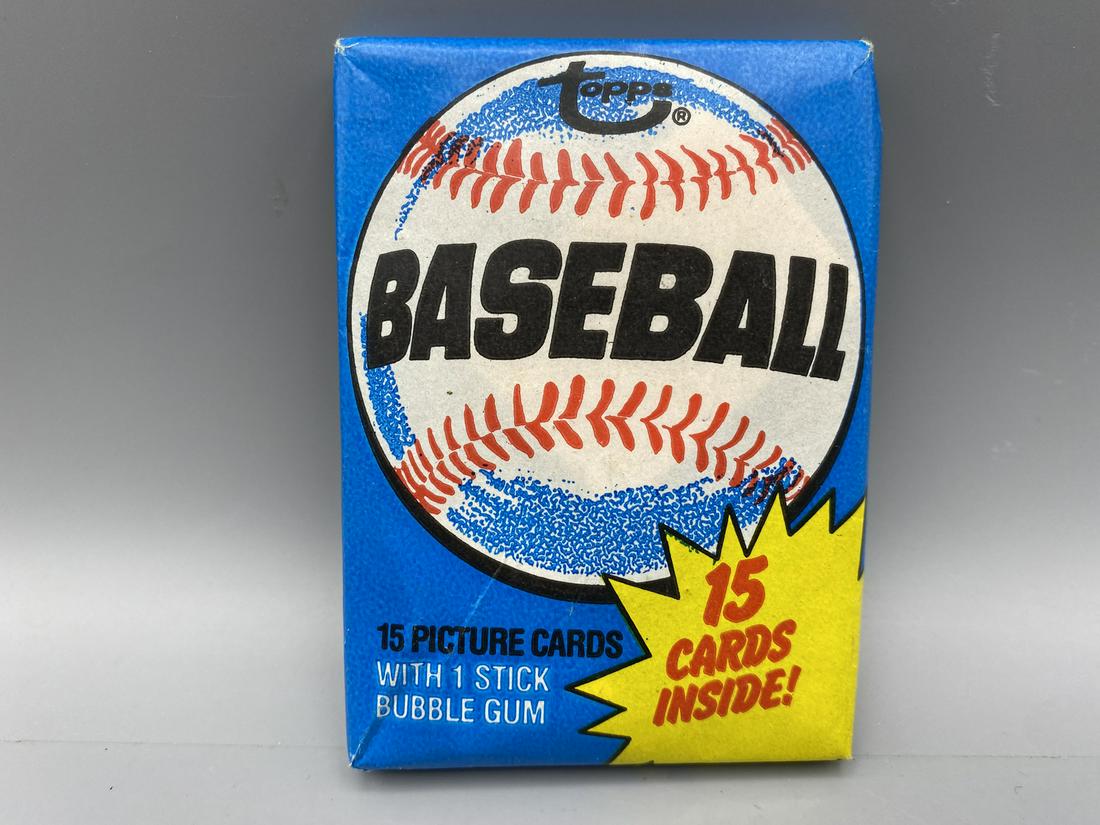 topps®
BASEBALL
15 PICTURE CARDS
WITH 1 STICK
BUBBLE GUM
15
CARDS
INSIDE!